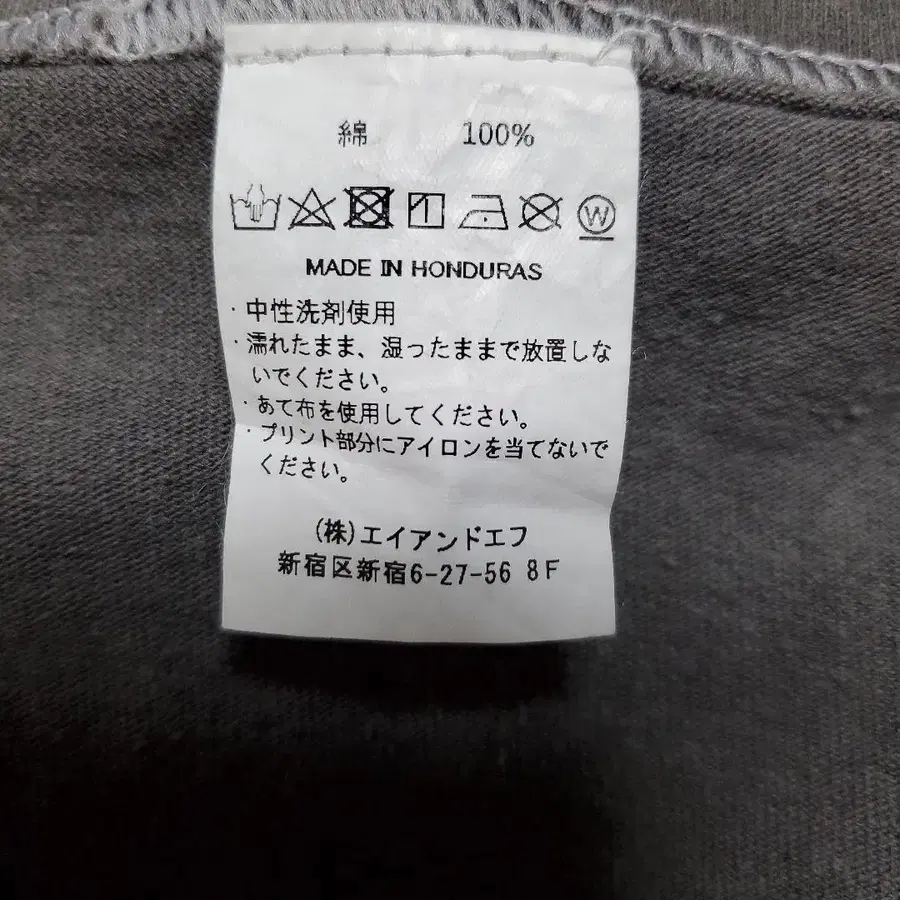 綿 100%
W
MADE IN HONDURAS
・中性洗剤使用
・濡れたまま、湿ったままで放置しな
いでください。
・あて布を使用してください。
・プリント部分にアイロンを当てないで
ください。
(株)エイアンドエフ
新宿区新宿6-27-56 8F